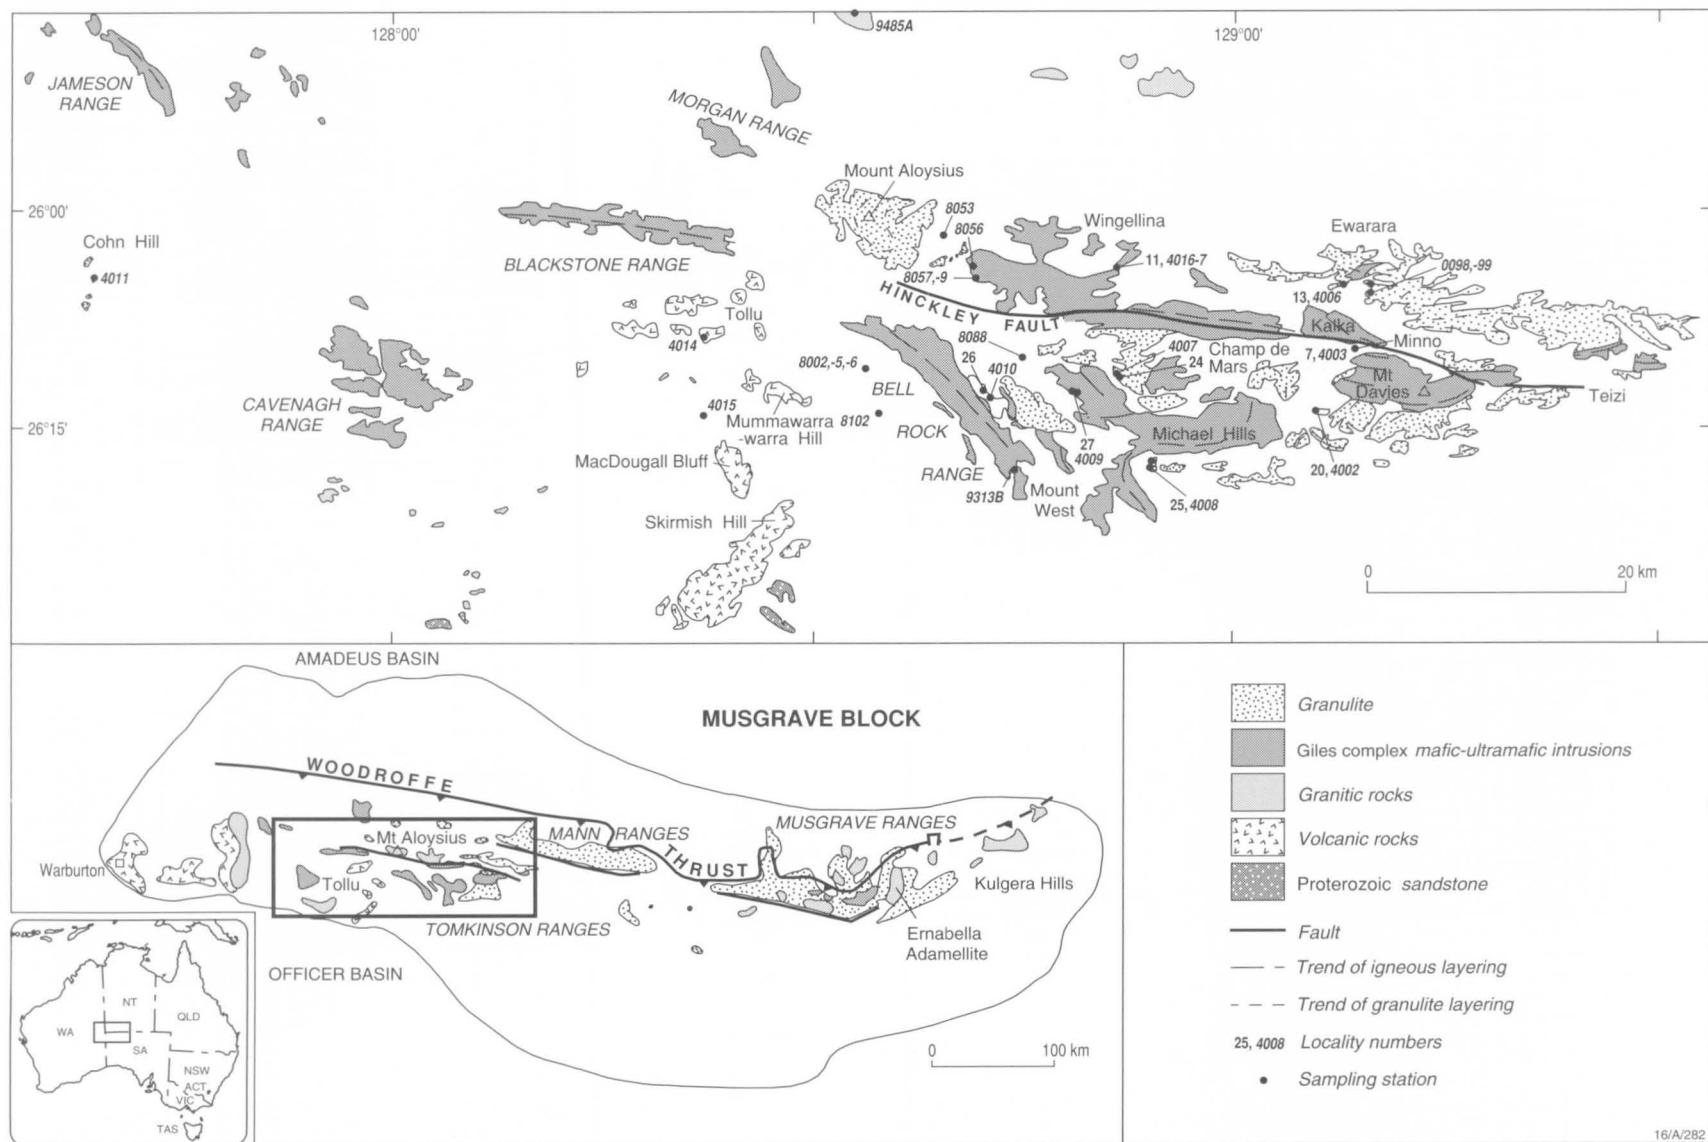 128°00'
9485A
129°00'
JAMESON
RANGE
MORGAN RANGE
Mount Aloysius
26°00'
8053
8056
Wingellina
Ewarara
Cohn Hill
4011
BLACKSTONE RANGE
A
8057,-9
11, 4016-7
0098,-99
13, 4006
HINCKLEY FAULT
Tollu
4014
8088
Kalka
Minno
7, 4003
4007
24
Champ de
Mars
8002,-5,-6
26
4010
Mt
Davies
Teizi
CAVENAGH
RANGE
4015
Mummawarra
-warra Hill
8102
BELL
ROCK
RANGE
26°15'
MacDougall Bluff
27
4009
Michael Hills
20, 4002
9313B
Mount
West
25, 4008
Skirmish Hill
0
20 km
AMADEUS BASIN
MUSGRAVE BLOCK
WOODROFFE
THRUST
Mt Aloysius
MANN RANGES
MUSGRAVE RANGES
Warburton
Tollu
Kulgera Hills
TOMKINSON RANGES
Ernabella
Adamellite
OFFICER BASIN
0
100 km
NT
QLD
WA
SA
NSW
ACT
VIC
TAS
Granulite
Giles complex mafic-ultramafic intrusions
Granitic rocks
Volcanic rocks
Proterozoic sandstone
Fault
Trend of igneous layering
Trend of granulite layering
25, 4008 Locality numbers
Sampling station
16/A/282